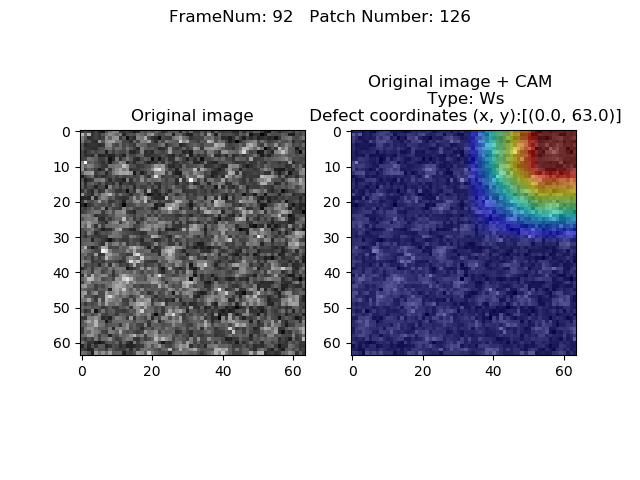 FrameNum: 92   Patch Number: 126
Original image
Original image + CAM
Type: Ws
Defect coordinates (x, y):[(0.0, 63.0)]
0
10
20
30
40
50
60
0 20 40 60
0
10
20
30
40
50
60
0 20 40 60